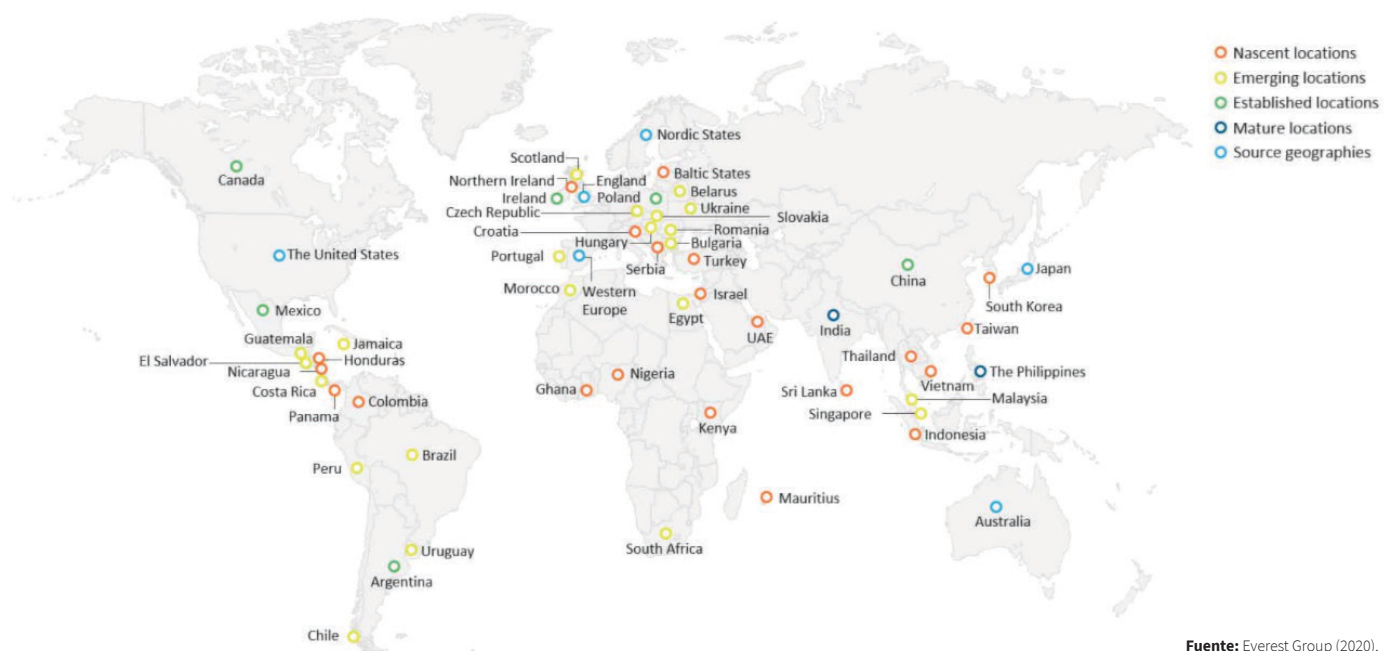 Nascent locations
Emerging locations
Established locations
Mature locations
Source geographies
Nordic States
Scotland
Baltic States
Northern Ireland
England
Belarus
Ireland
Poland
Canada
Czech Republic
Ukraine
Slovakia
Croatia
Romania
Hungary
Bulgaria
The United States
Portugal
Serbia
Turkey
China
Japan
Morocco
Western
Europe
Israel
South Korea
Mexico
Egypt
UAE
India
Taiwan
Guatemala
Jamaica
El Salvador
Honduras
Nicaragua
Thailand
Vietnam
The Philippines
Costa Rica
Panama
Colombia
Ghana
Nigeria
Sri Lanka
Malaysia
Singapore
Kenya
Indonesia
Brazil
Peru
Mauritius
Australia
South Africa
Uruguay
Argentina
Chile
Fuente: Everest Group (2020).